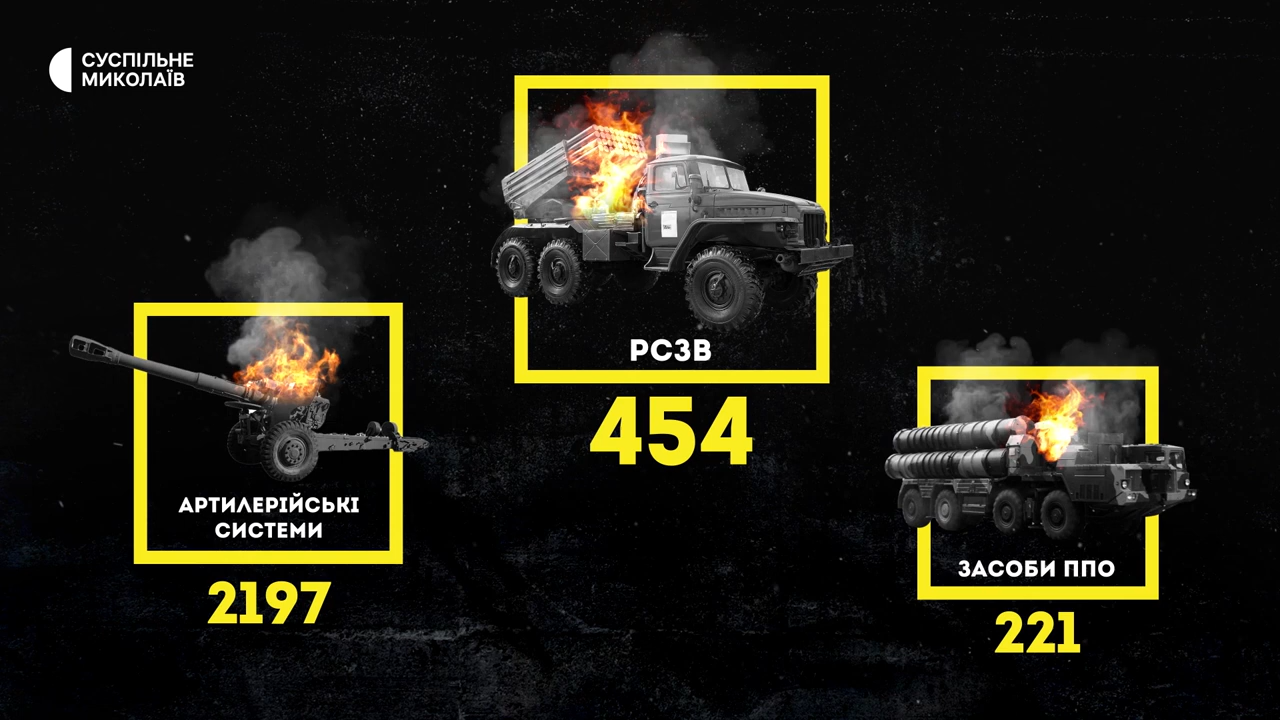 СУСПІЛЬНЕ
МИКОЛАЇВ
РСЗВ
454
АРТИЛЕРІЙСЬКІ
СИСТЕМИ
2197
ЗАСОБИ ППО
221